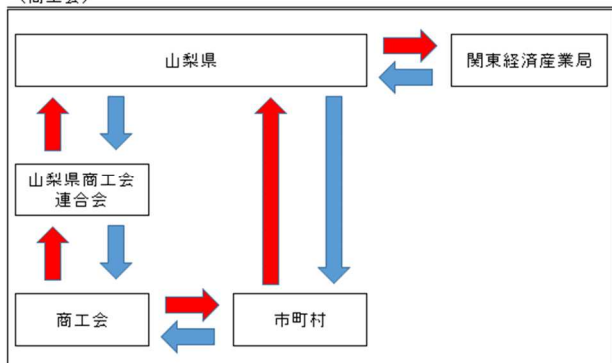 （商工会）
山梨県
関東経済産業局
山梨県商工会
連合会
商工会
市町村